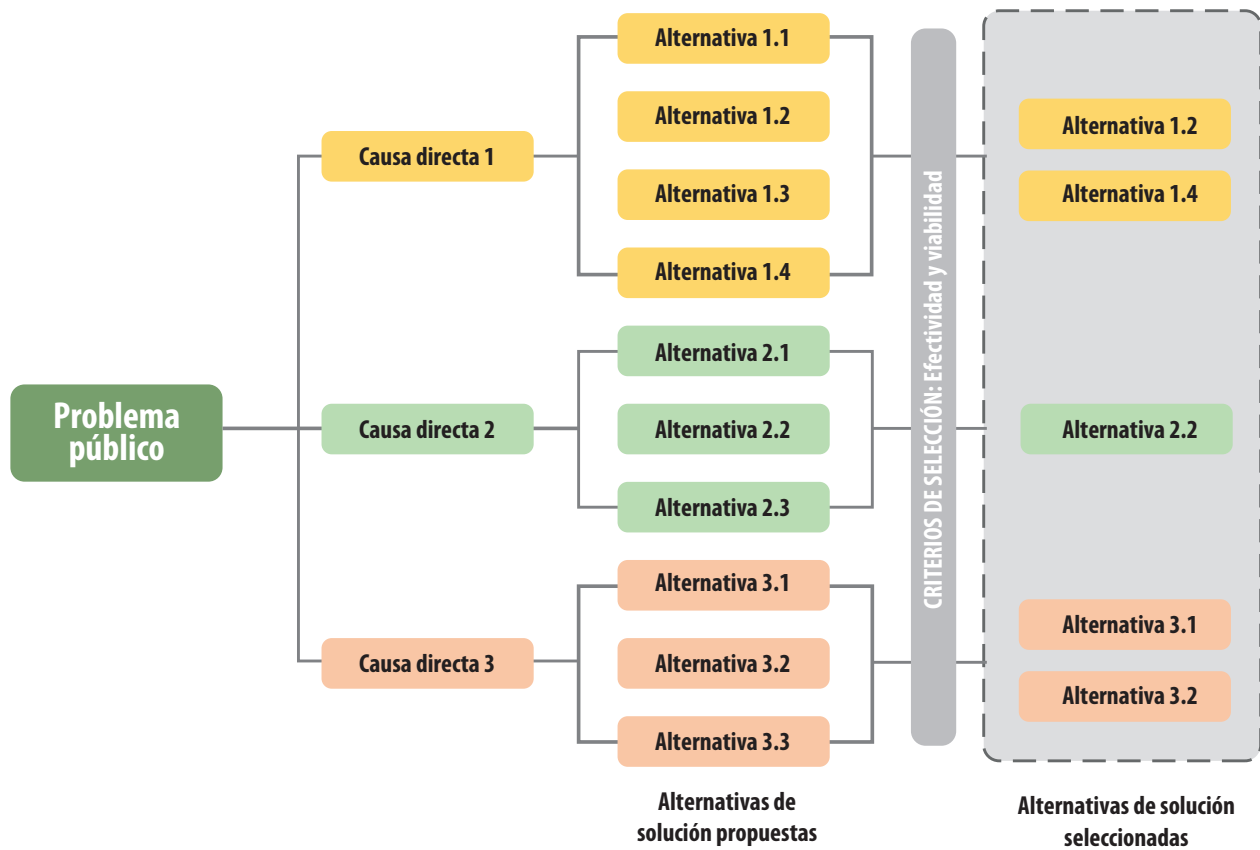 Problema
público
Causa directa 1
Causa directa 2
Causa directa 3
Alternativa 1.1
Alternativa 1.2
Alternativa 1.3
Alternativa 1.4
Alternativa 2.1
Alternativa 2.2
Alternativa 2.3
Alternativa 3.1
Alternativa 3.2
Alternativa 3.3
Alternativas de
solución propuestas
CRITERIOS DE SELECCIÓN: Efectividad y viabilidad
Alternativa 1.2
Alternativa 1.4
Alternativa 2.2
Alternativa 3.1
Alternativa 3.2
Alternativas de solución
seleccionadas